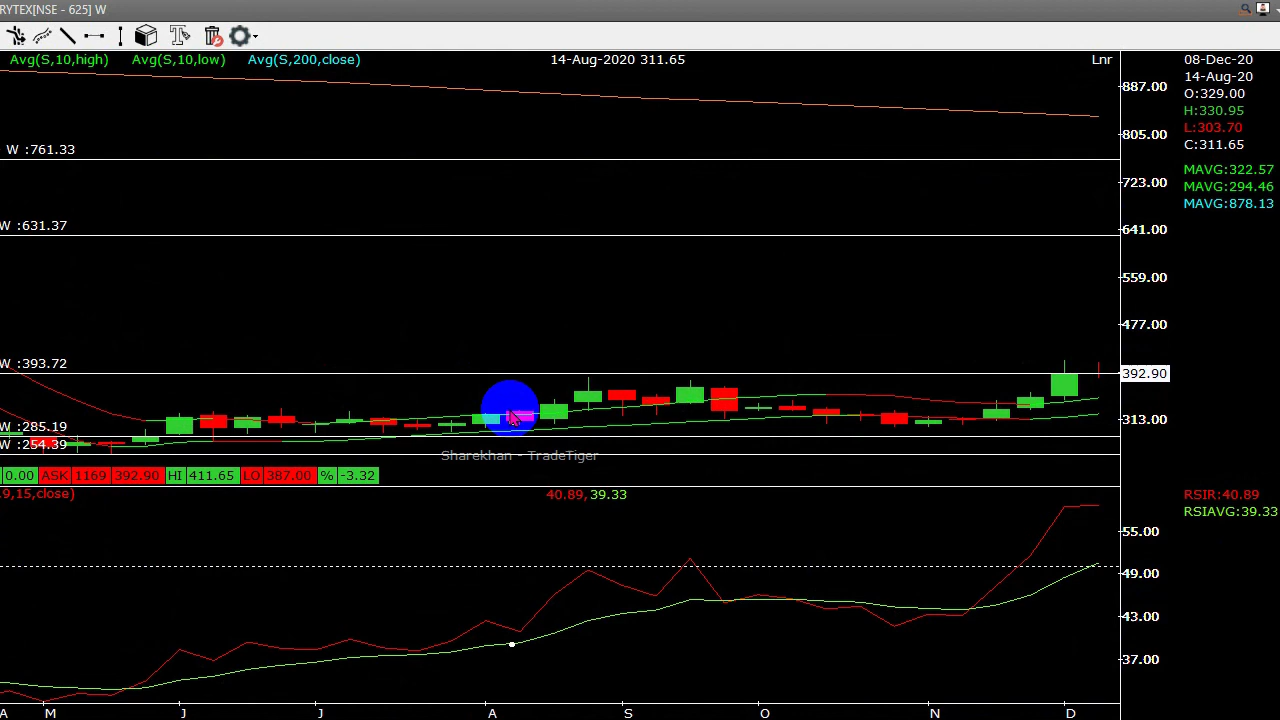 RYTEX[NSE - 625] W
Avg(S,10,high) Avg(S,10,low) Avg(S,200,close) 14-Aug-2020 311.65 Lnr
08-Dec-20
14-Aug-20
O:329.00
H:330.95
L:303.70
C:311.65
MAVG:322.57
MAVG:294.46
MAVG:878.13
887.00
805.00
W :761.33
723.00
W :631.37
641.00
559.00
477.00
W :393.72
392.90
W :285.19
313.00
W :254.39
Sharekhan - TradeTiger
0.00 ASK 1169 392.90 HI 411.65 LO 387.00 % -3.32
,9,15,close) 40.89, 39.33
RSIR:40.89
RSIAVG:39.33
55.00
49.00
43.00
37.00
A M J J A S O N D